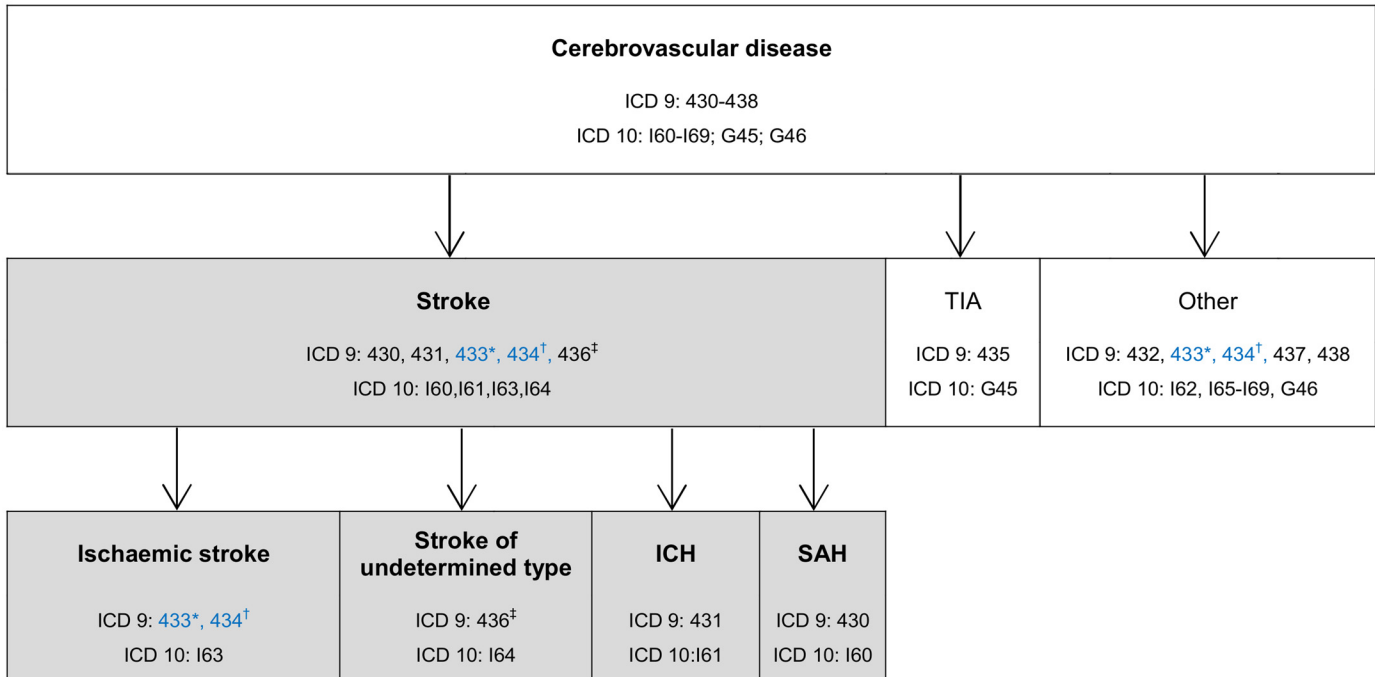 Cerebrovascular disease
ICD 9: 430-438
ICD 10: I60-I69; G45; G46
Stroke
ICD 9: 430, 431, 433*, 434†, 436‡
ICD 10: I60,I61,I63,I64
TIA
ICD 9: 435
ICD 10: G45
Other
ICD 9: 432, 433*, 434†, 437, 438
ICD 10: I62, I65-I69, G46
Ischaemic stroke
ICD 9: 433*, 434†
ICD 10: I63
Stroke of
undetermined type
ICD 9: 436‡
ICD 10: I64
ICH
ICD 9: 431
ICD 10:I61
SAH
ICD 9: 430
ICD 10: I60